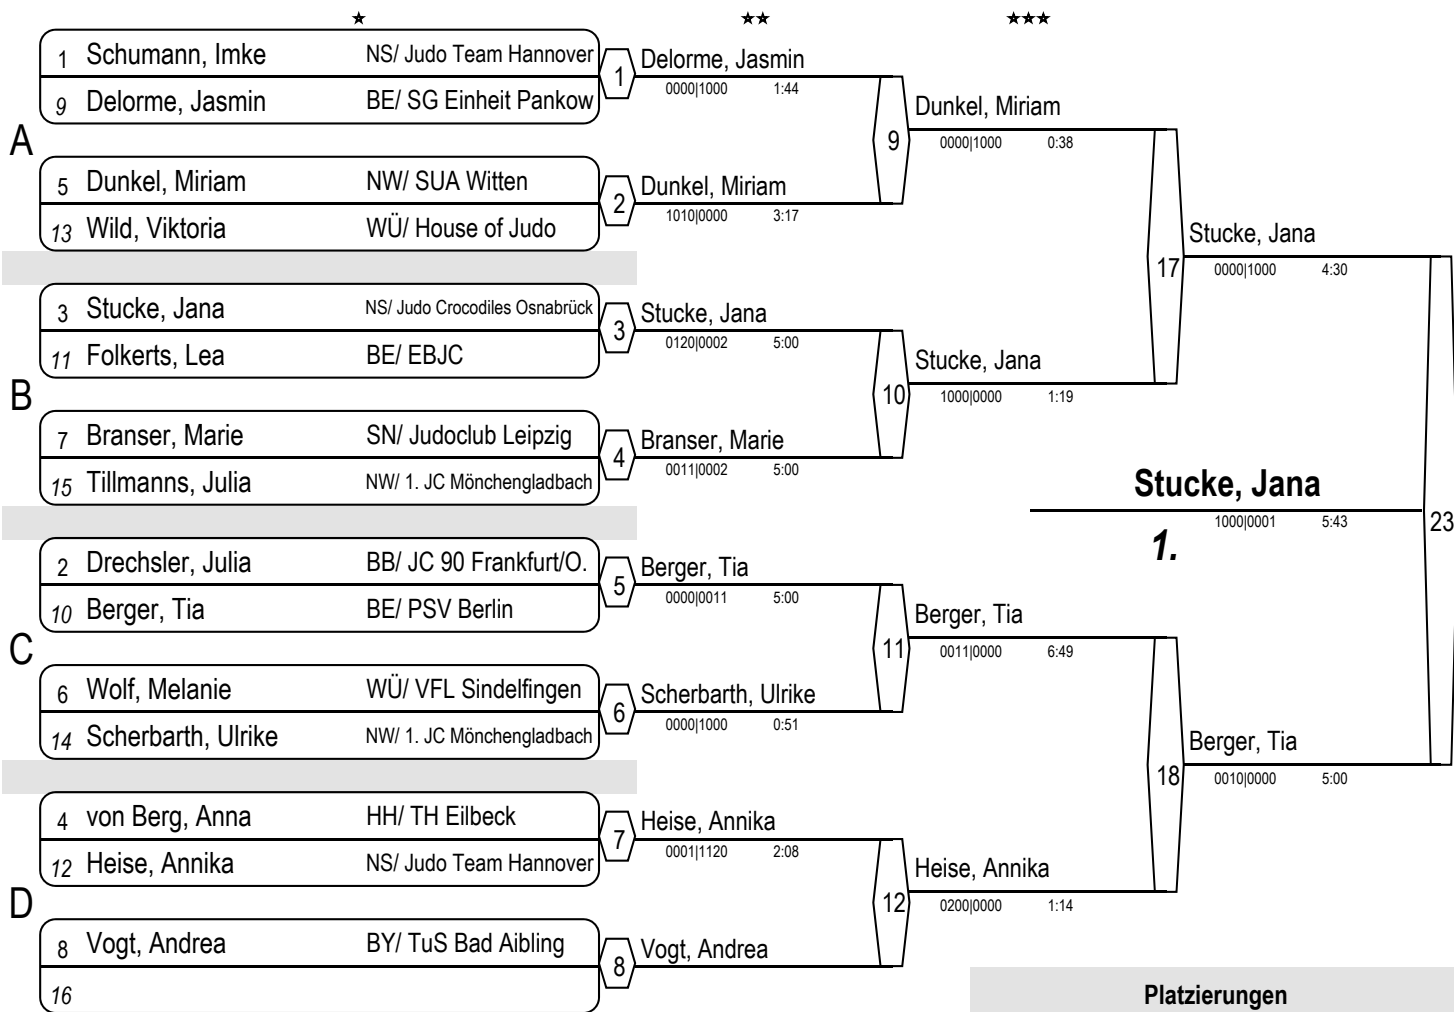 1 Schumann, Imke NS/ Judo Team Hannover
9 Delorme, Jasmin BE/ SG Einheit Pankow
1
Delorme, Jasmin
0000|1000 1:44
A
5 Dunkel, Miriam NW/ SUA Witten
13 Wild, Viktoria WÜ/ House of Judo
2
Dunkel, Miriam
1010|0000 3:17
9
Dunkel, Miriam
0000|1000 0:38
3 Stucke, Jana NS/ Judo Crocodiles Osnabrück
11 Folkerts, Lea BE/ EBJC
3
Stucke, Jana
0120|0002 5:00
B
7 Branser, Marie SN/ Judoclub Leipzig
15 Tillmanns, Julia NW/ 1. JC Mönchengladbach
4
Branser, Marie
0011|0002 5:00
10
Stucke, Jana
1000|0000 1:19
17
Stucke, Jana
0000|1000 4:30
2 Drechsler, Julia BB/ JC 90 Frankfurt/O.
10 Berger, Tia BE/ PSV Berlin
5
Berger, Tia
0000|0011 5:00
C
6 Wolf, Melanie WÜ/ VFL Sindelfingen
14 Scherbarth, Ulrike NW/ 1. JC Mönchengladbach
6
Scherbarth, Ulrike
0000|1000 0:51
11
Berger, Tia
0011|0000 6:49
4 von Berg, Anna HH/ TH Eilbeck
12 Heise, Annika NS/ Judo Team Hannover
7
Heise, Annika
0001|1120 2:08
D
8 Vogt, Andrea BY/ TuS Bad Aibling
16
8
Vogt, Andrea
12
Heise, Annika
0200|0000 1:14
18
Berger, Tia
0010|0000 5:00
23
Stucke, Jana
1000|0001 5:43
1.
Platzierungen